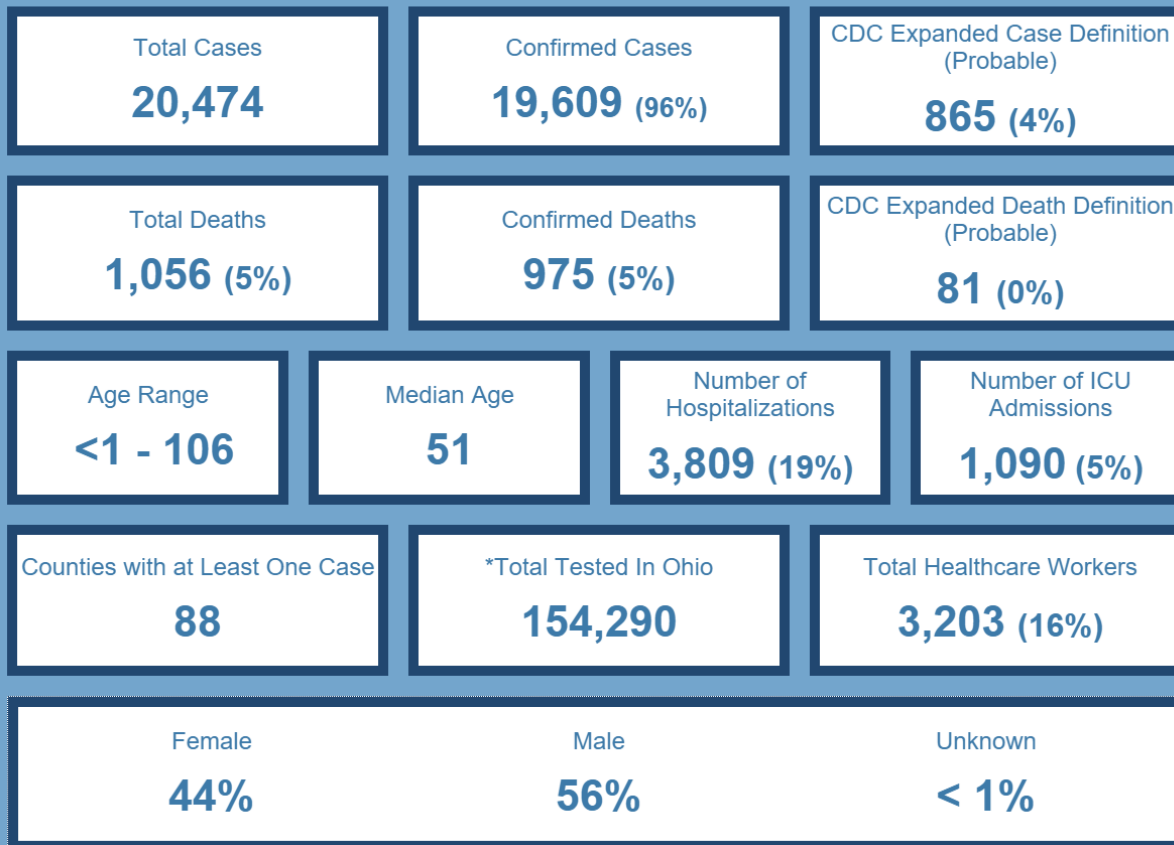 Total Cases
20,474
Confirmed Cases
19,609 (96%)
CDC Expanded Case Definition
(Probable)
865 (4%)
Total Deaths
1,056 (5%)
Confirmed Deaths
975 (5%)
CDC Expanded Death Definition
(Probable)
81 (0%)
Age Range
<1 - 106
Median Age
51
Number of
Hospitalizations
3,809 (19%)
Number of ICU
Admissions
1,090 (5%)
Counties with at Least One Case
88
*Total Tested In Ohio
154,290
Total Healthcare Workers
3,203 (16%)
Female
44%
Male
56%
Unknown
< 1%